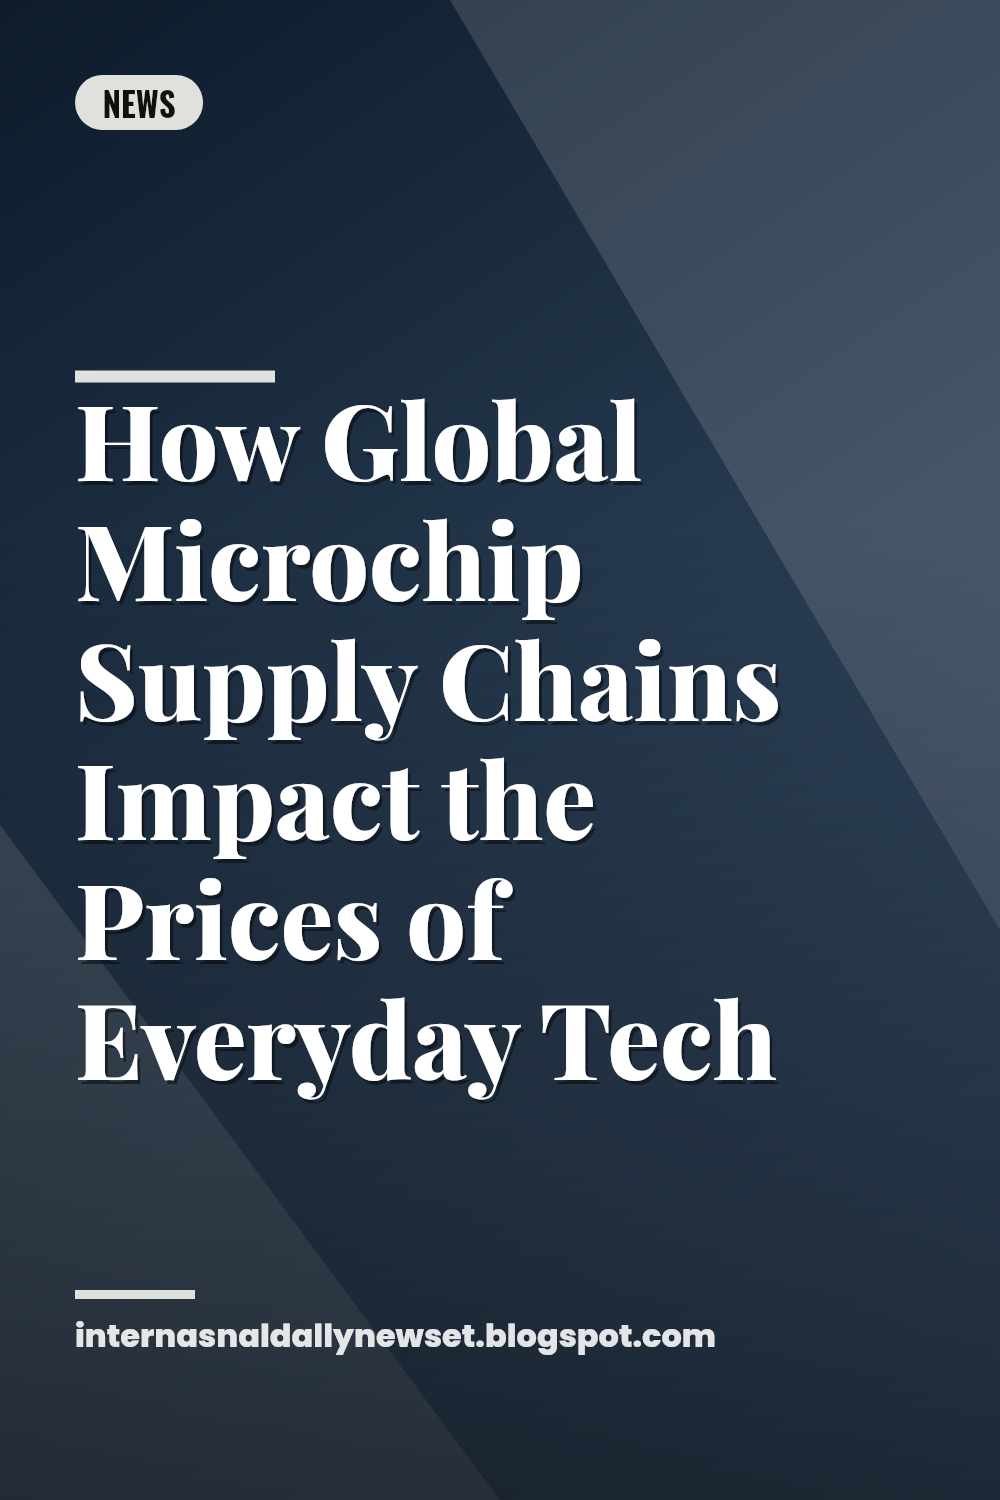 NEWS
How Global
Microchip
Supply Chains
Impact the
Prices of
Everyday Tech
internasnaldallynewset.blogspot.com